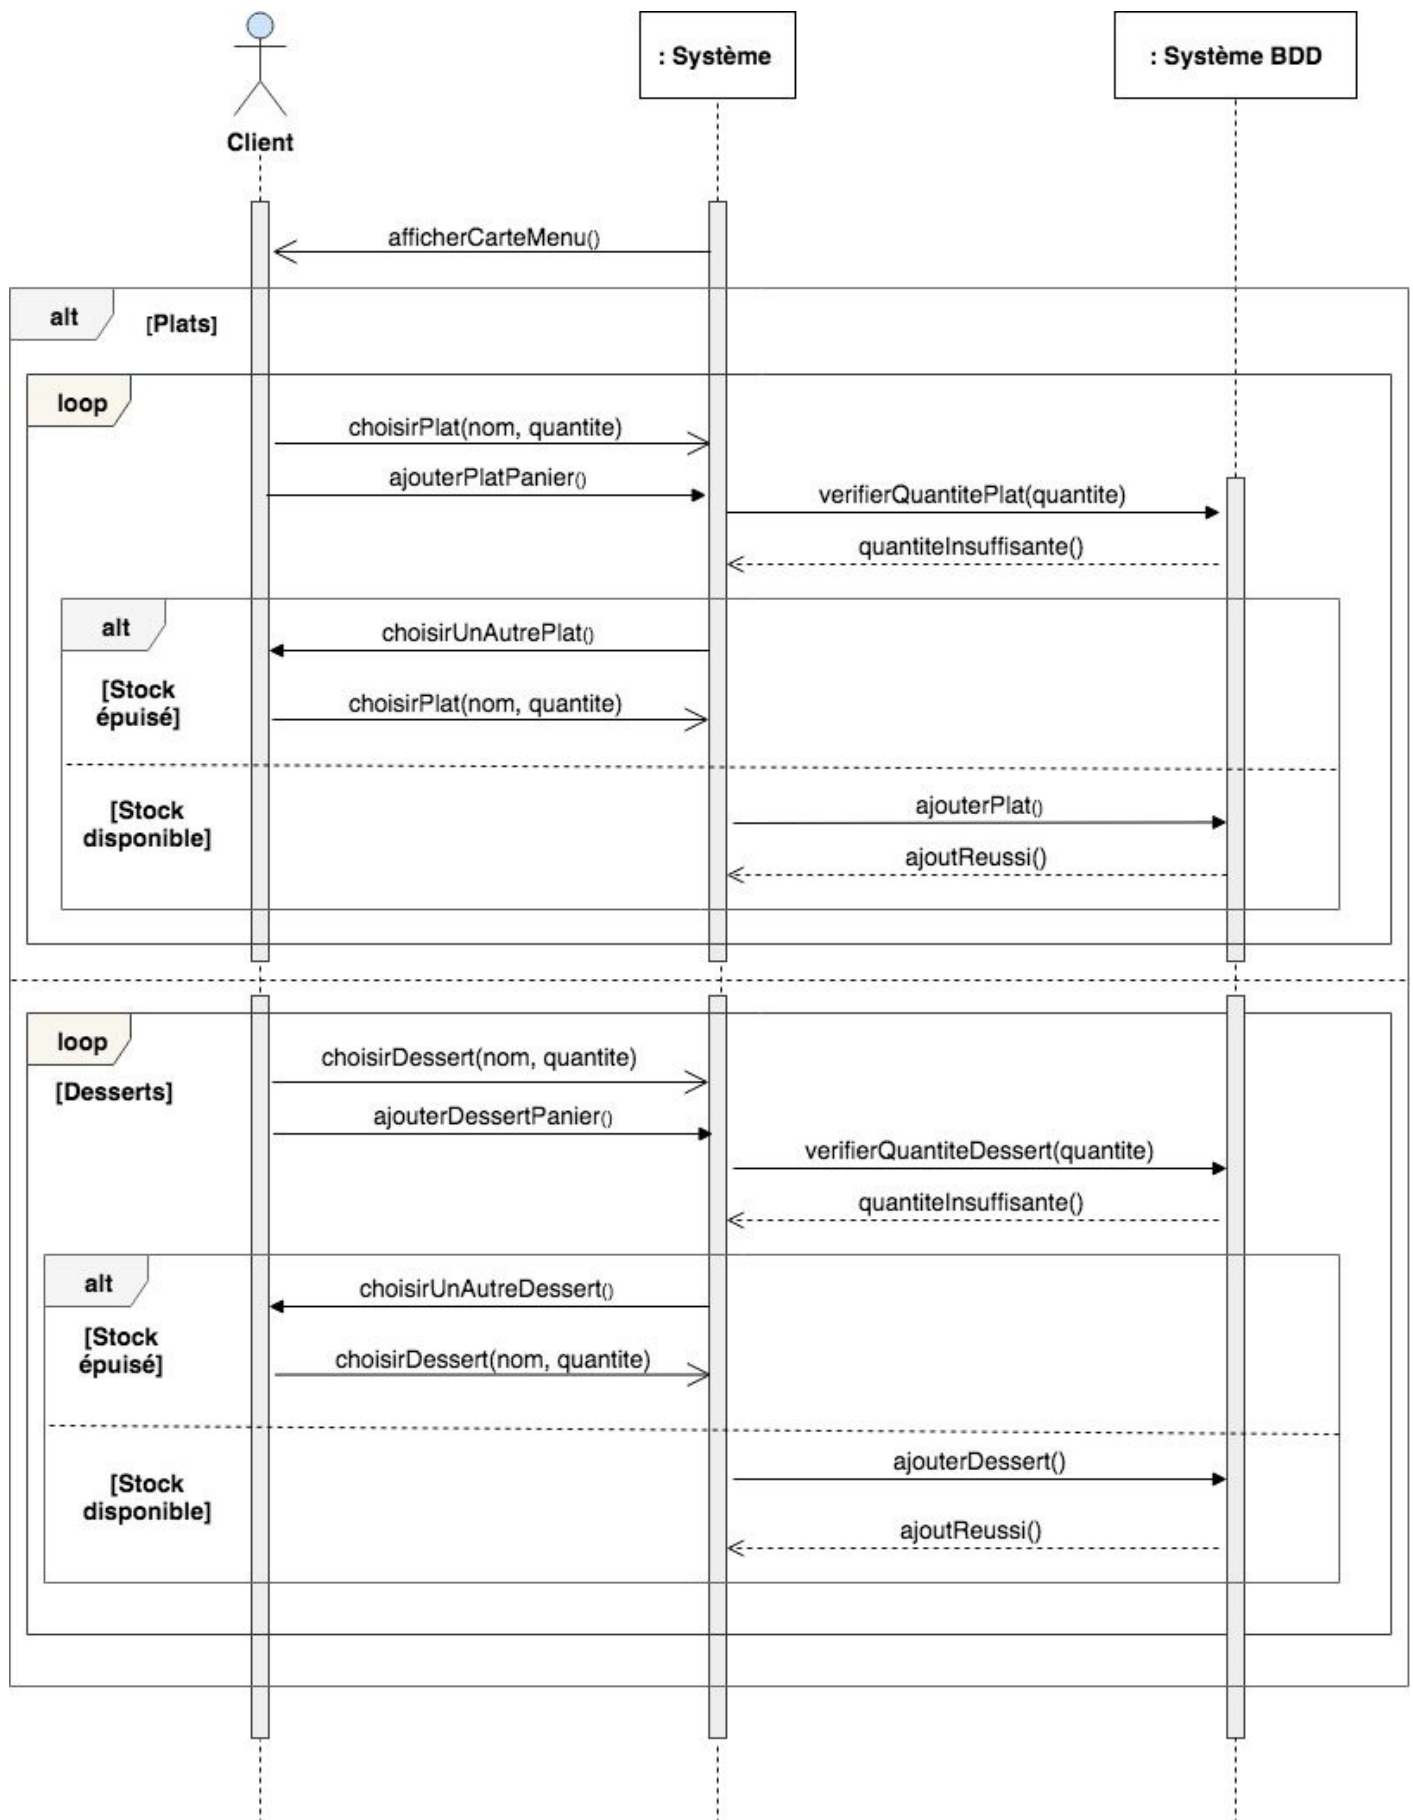 : Système
: Système BDD
Client
afficherCarteMenu()
alt
[Plats]
loop
choisirPlat(nom, quantite)
ajouterPlatPanier()
verifierQuantitePlat(quantite)
quantiteInsuffisante()
alt
choisirUnAutrePlat()
[Stock
épuisé]
choisirPlat(nom, quantite)
[Stock
disponible]
ajouterPlat()
ajoutReussi()
loop
[Desserts]
choisirDessert(nom, quantite)
ajouterDessertPanier()
verifierQuantiteDessert(quantite)
quantiteInsuffisante()
alt
choisirUnAutreDessert()
[Stock
épuisé]
choisirDessert(nom, quantite)
[Stock
disponible]
ajouterDessert()
ajoutReussi()